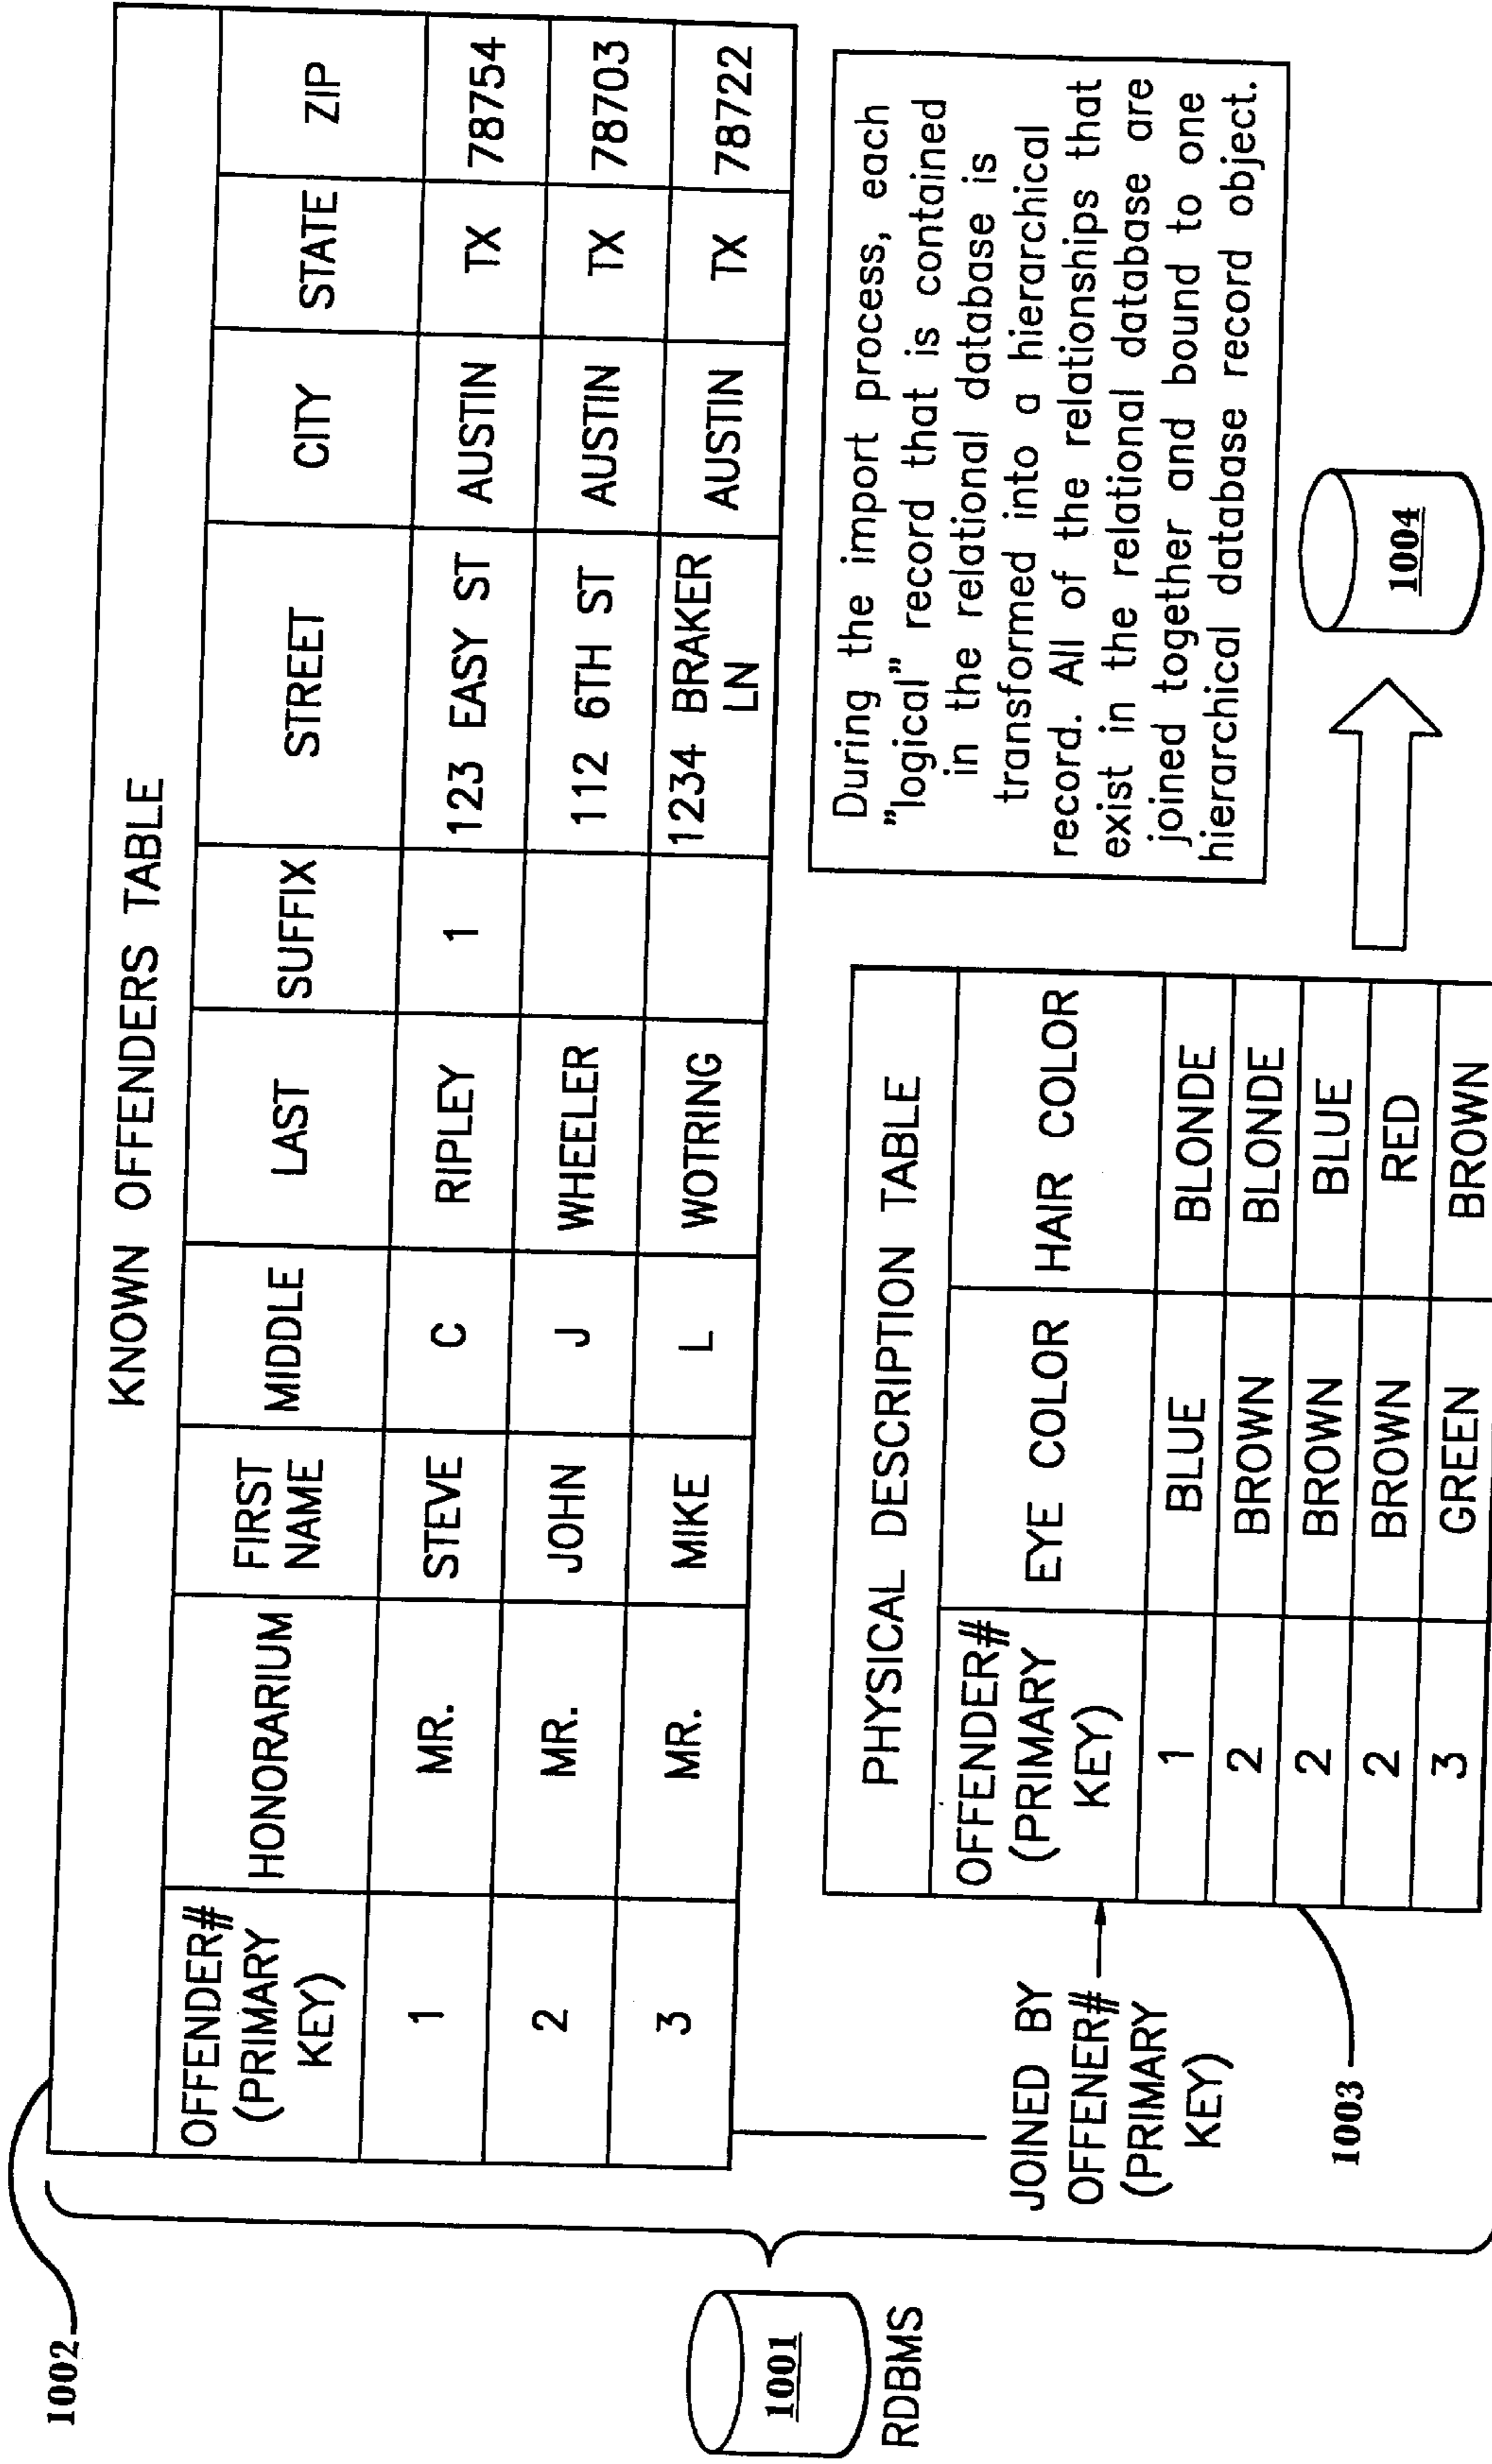 1002
KNOWN OFFENDERS TABLE
OFFENDER# (PRIMARY KEY) HONORARIUM FIRST NAME MIDDLE LAST SUFFIX STREET CITY STATE ZIP
1 MR. STEVE C RIPLEY 1 123 EASY ST AUSTIN TX 78754
2 MR. JOHN J WHEELER 112 6TH ST AUSTIN TX 78703
3 MR. MIKE L WOTRING 1234 BRAKER LN AUSTIN TX 78722
1001
RDBMS
JOINED BY
OFFENER#
(PRIMARY
KEY)
1003
PHYSICAL DESCRIPTION TABLE
OFFENDER# (PRIMARY KEY) EYE COLOR HAIR COLOR
1 BLUE BLONDE
2 BROWN BLONDE
2 BROWN BLUE
2 BROWN RED
3 GREEN BROWN
During the import process, each
"logical" record that is contained
in the relational database is
transformed into a hierarchical
record. All of the relationships that
exist in the relational database are
joined together and bound to one
hierarchical database record object.
1004